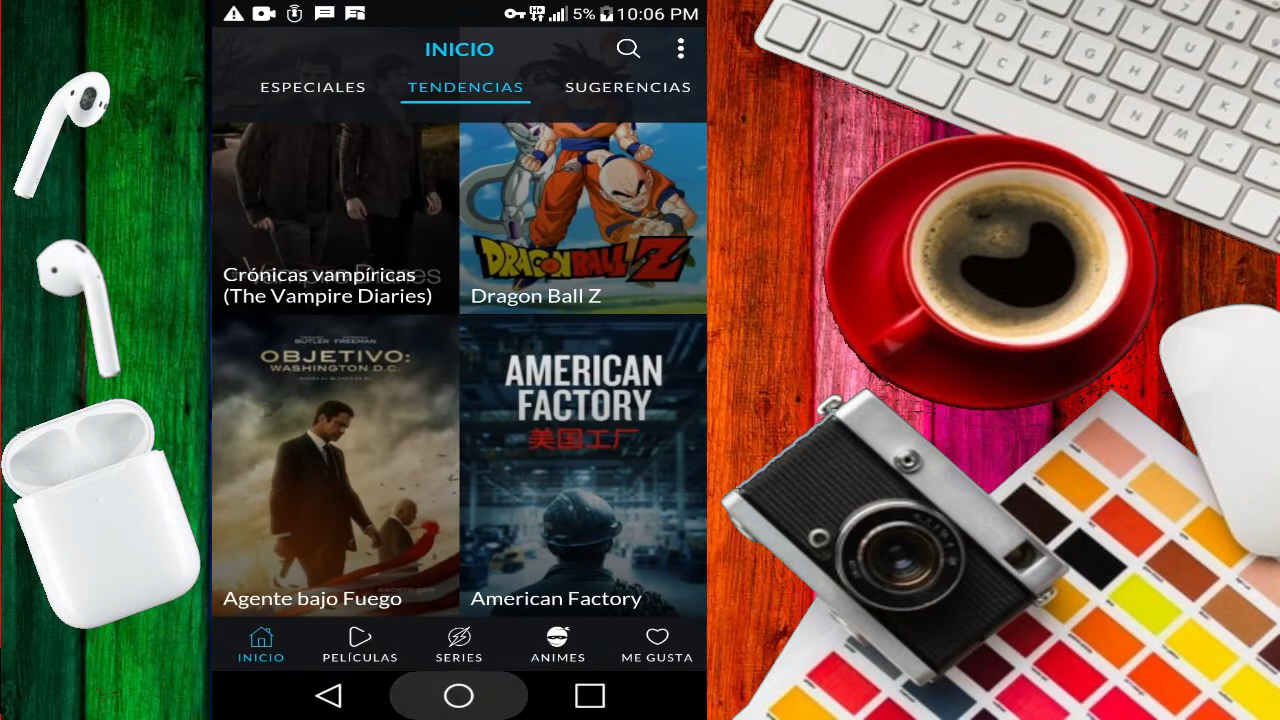 5% 10:06 PM
INICIO
ESPECIALES
TENDENCIAS
SUGERENCIAS
Crónicas vampíricas
(The Vampire Diaries)
DRAGON BALL Z
Dragon Ball Z
BUTLER FREEMAN
OBJETIVO:
WASHINGTON D.C.
Agente bajo Fuego
AMERICAN
FACTORY
美国工厂
American Factory
INICIO
PELÍCULAS
SERIES
ANIMES
ME GUSTA